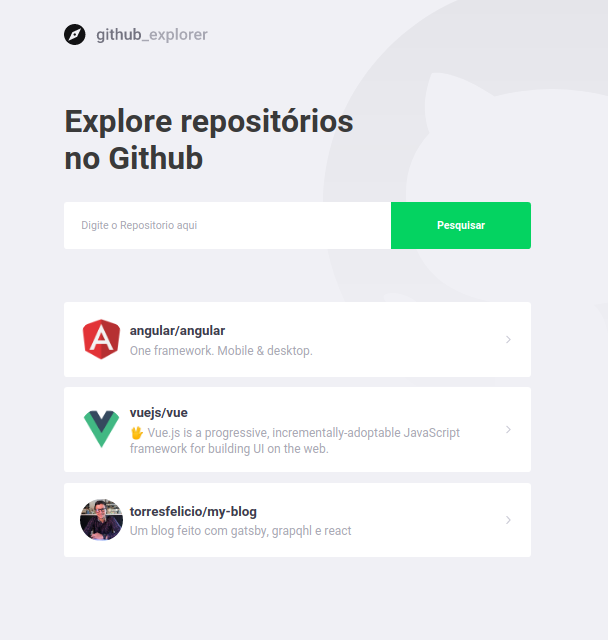 github_explorer
Explore repositórios
no Github
Digite o Repositorio aqui
Pesquisar
angular/angular
One framework. Mobile & desktop.
vuejs/vue
🖖 Vue.js is a progressive, incrementally-adoptable JavaScript
framework for building UI on the web.
torresfelicio/my-blog
Um blog feito com gatsby, grapqhl e react